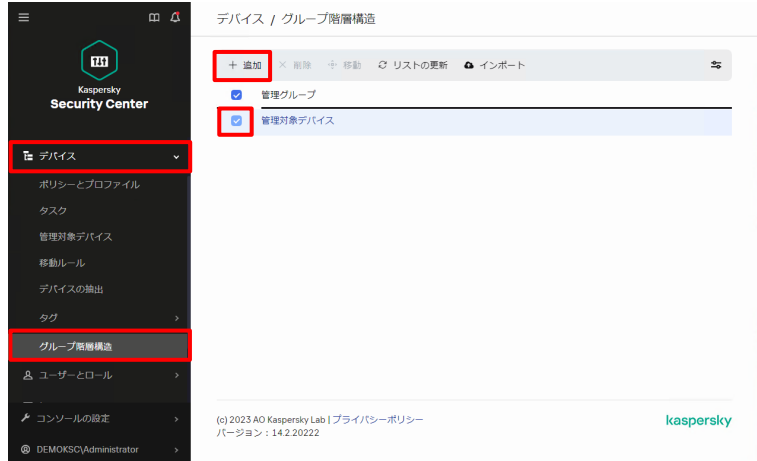 デバイス / グループ階層構造
Kaspersky
Security Center
デバイス
ポリシーとプロファイル
タスク
管理対象デバイス
移動ルール
デバイスの抽出
タグ
グループ階層構造
ユーザーとロール
コンソールの設定
DEMOKSC\Administrator
+ 追加 × 削除 移動 リストの更新 インポート
管理グループ
管理対象デバイス
(c) 2023 AO Kaspersky Lab | プライバシーポリシー
バージョン : 14.2.20222
kaspersky